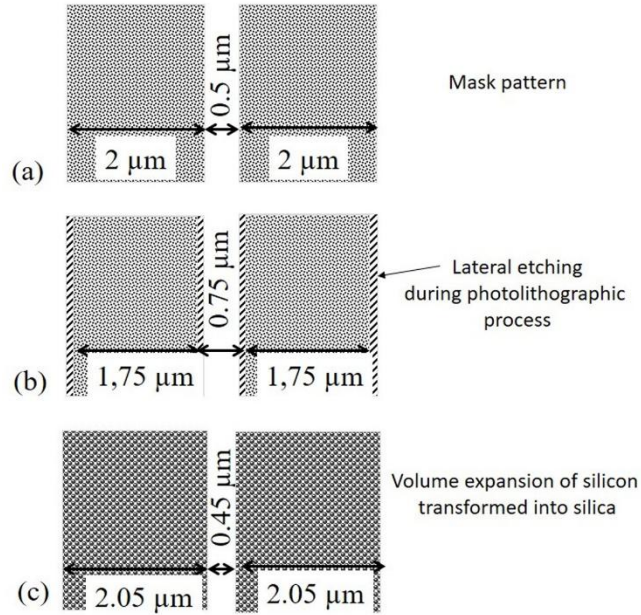 0.5 µm
Mask pattern
2 µm
2 µm
(a)
0.75 µm
Lateral etching
during photolithographic
process
1,75 µm
1,75 µm
(b)
0.45 µm
Volume expansion of silicon
transformed into silica
2.05 µm
2.05 µm
(c)